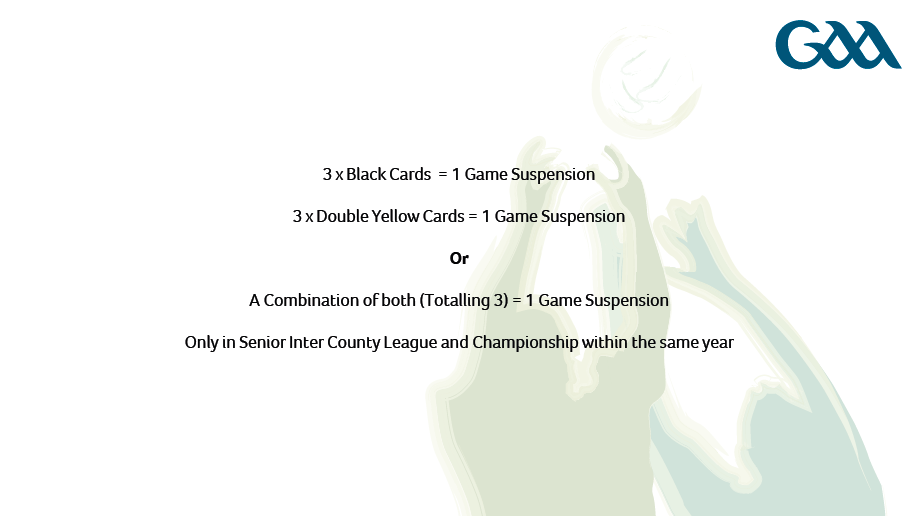 GAA
3 x Black Cards = 1 Game Suspension
3 x Double Yellow Cards = 1 Game Suspension
Or
A Combination of both (Totalling 3) = 1 Game Suspension
Only in Senior Inter County League and Championship within the same year